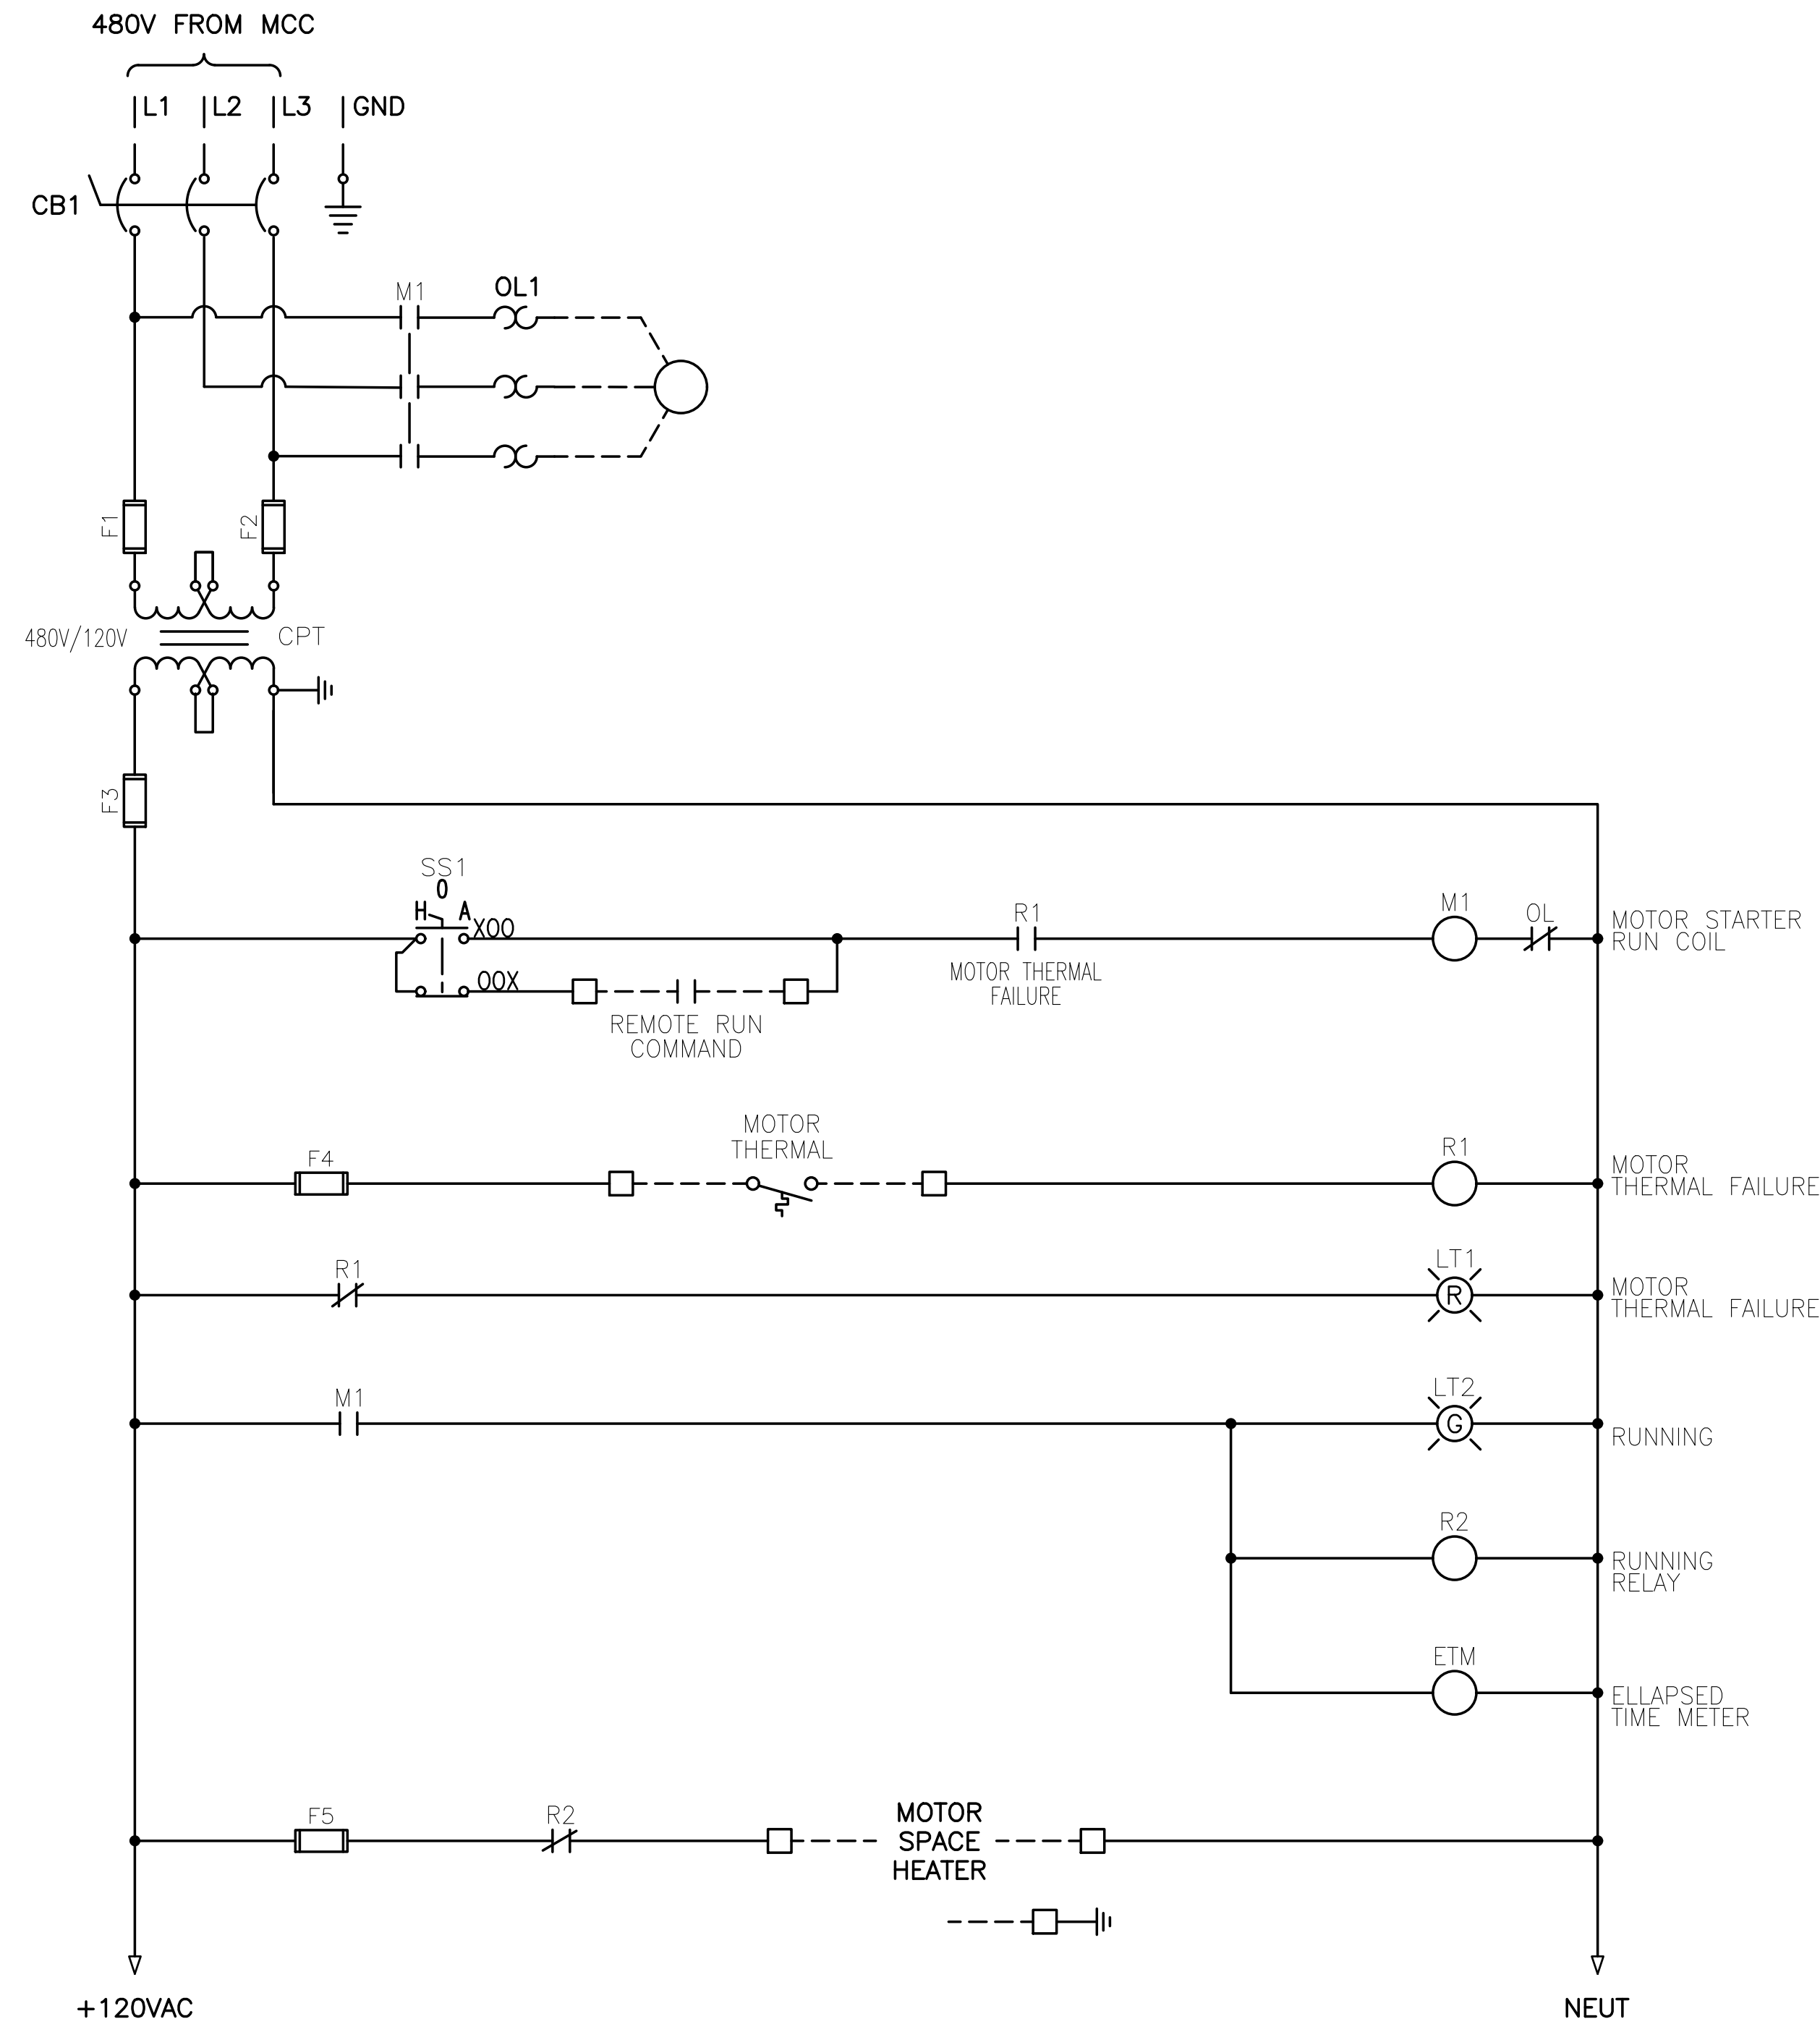 480V FROM MCC
L1 L2 L3 GND
CB1
M1 OL1
F1 F2
480V/120V CPT
F3
SS1
0
H A
X00
00X
REMOTE RUN
COMMAND
R1
MOTOR THERMAL
FAILURE
M1 OL
MOTOR STARTER
RUN COIL
F4
MOTOR
THERMAL
R1
MOTOR
THERMAL FAILURE
R1
LT1
R
MOTOR
THERMAL FAILURE
M1
LT2
G
RUNNING
R2
RUNNING
RELAY
ETM
ELLAPSED
TIME METER
F5 R2
MOTOR
SPACE
HEATER
+120VAC NEUT